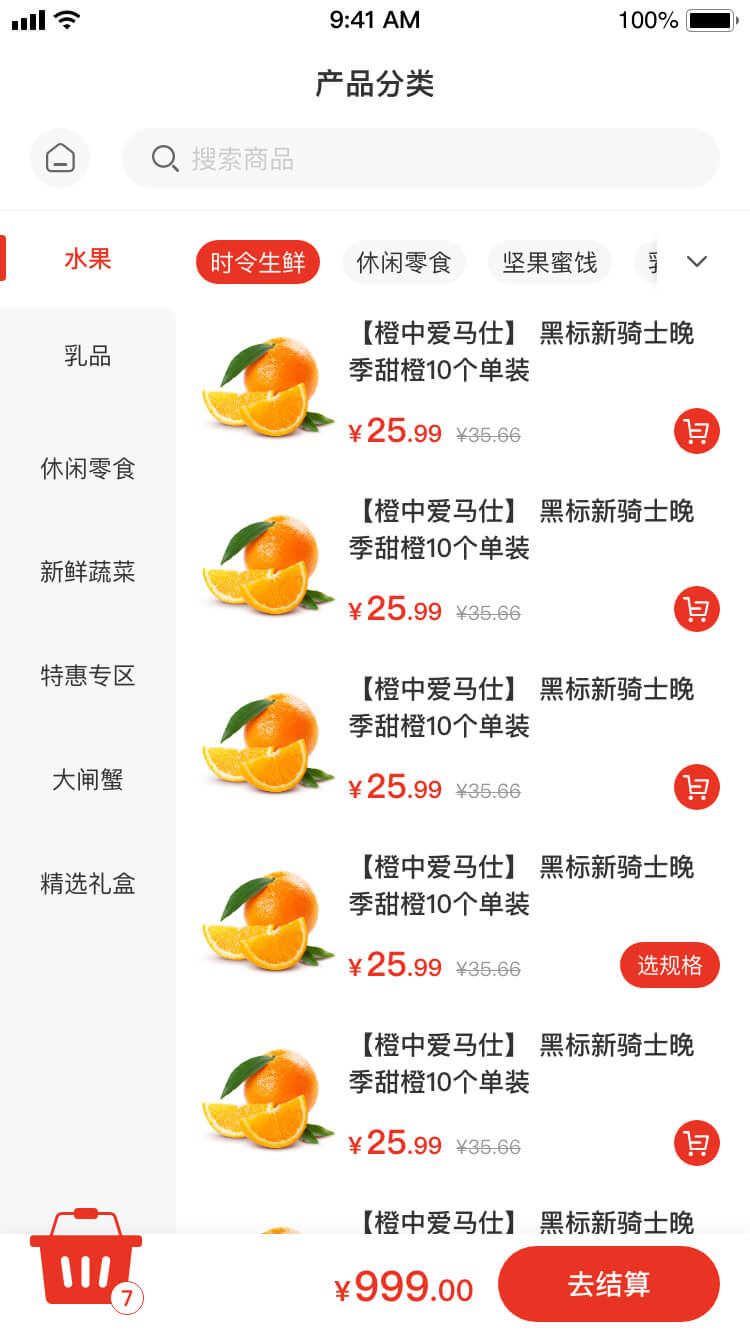 9:41 AM
100%
产品分类
搜索商品
水果
乳品
休闲零食
新鲜蔬菜
特惠专区
大闸蟹
精选礼盒
时令生鲜
休闲零食
坚果蜜饯
【橙中爱马仕】 黑标新骑士晚
季甜橙10个单装
¥25.99 ¥35.66
【橙中爱马仕】 黑标新骑士晚
季甜橙10个单装
¥25.99 ¥35.66
【橙中爱马仕】 黑标新骑士晚
季甜橙10个单装
¥25.99 ¥35.66
【橙中爱马仕】 黑标新骑士晚
季甜橙10个单装
¥25.99 ¥35.66
选规格
【橙中爱马仕】 黑标新骑士晚
季甜橙10个单装
¥25.99 ¥35.66
【橙中爱马仕】 黑标新骑士晚
7
¥999.00
去结算